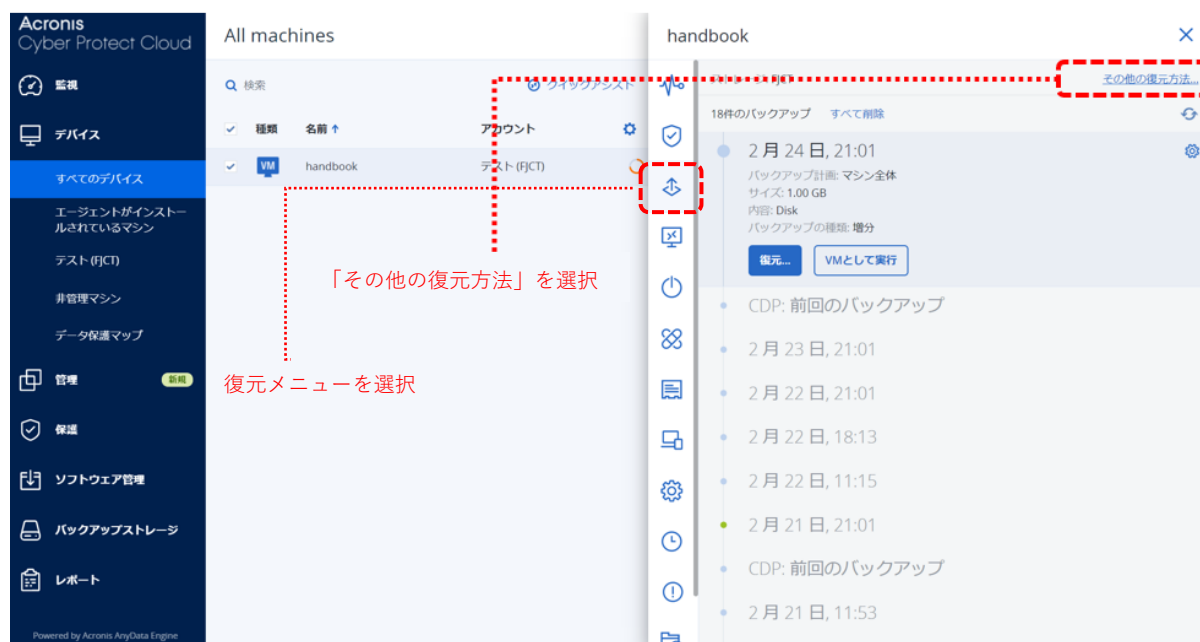 Acronis
Cyber Protect Cloud
監視
デバイス
すべてのデバイス
エージェントがインストー
ルされているマシン
テスト (FJCT)
非管理マシン
データ保護マップ
管理
新規
保護
ソフトウェア管理
バックアップストレージ
レポート
Powered by Acronis AnyData Engine
All machines
検索
クイックアシスト
種類
名前
アカウント
VM
handbook
テスト (FJCT)
「その他の復元方法」を選択
復元メニューを選択
handbook
FJCT
その他の復元方法...
18件のバックアップ
すべて削除
2 月 24 日, 21:01
バックアップ計画: マシン全体
サイズ: 1.00 GB
内容: Disk
バックアップの種類: 増分
復元...
VMとして実行
CDP: 前回のバックアップ
2 月 23 日, 21:01
2 月 22 日, 21:01
2 月 22 日, 18:13
2 月 22 日, 11:15
2 月 21 日, 21:01
CDP: 前回のバックアップ
2 月 21 日, 11:53